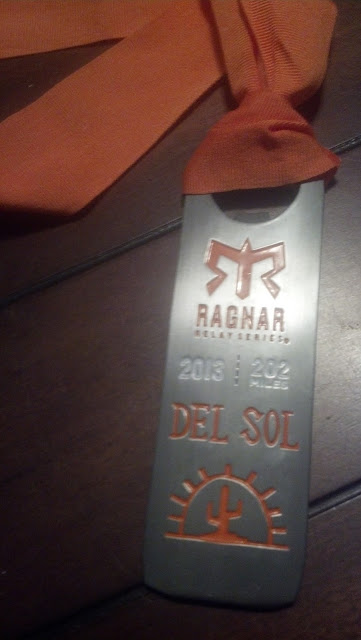 RAGNAR
RELAY SERIES®
2013 202
MILES
DEL SOL